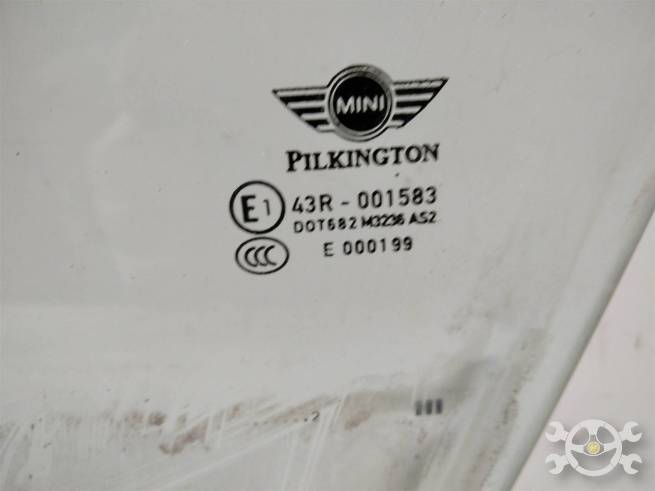 MINI
PILKINGTON
E1 43R - 001583
DOT682 M3236 AS2
CCC E 000199